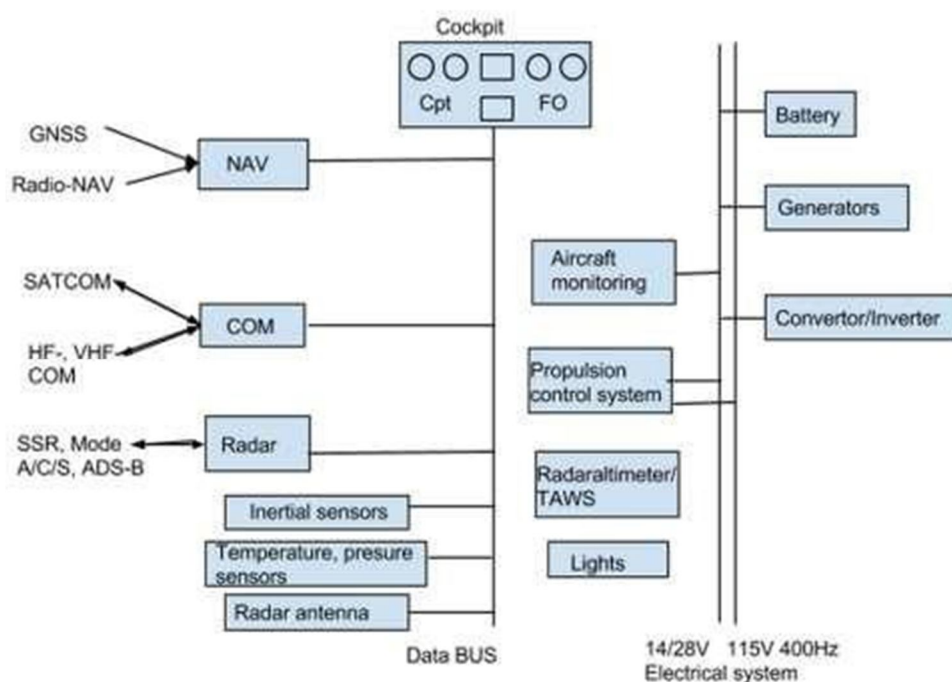 Cockpit
Cpt
FO
GNSS
Radio-NAV
NAV
Battery
Generators
SATCOM
COM
HF-, VHF
COM
Aircraft
monitoring
Convertor/Inverter
Propulsion
control system
SSR, Mode
A/C/S, ADS-B
Radar
Radaraltimeter/
TAWS
Inertial sensors
Temperature, presure
sensors
Lights
Radar antenna
Data BUS
14/28V
115V 400Hz
Electrical system